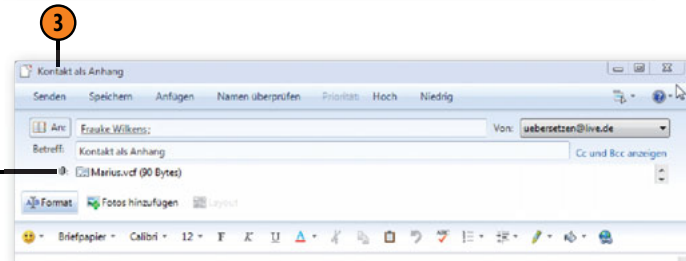 3
Kontakt als Anhang
Senden Speichern Anfügen Namen überprüfen Priorität: Hoch Niedrig
An: Frauke Wilkens; Von: uebersetzen@live.de
Betreff: Kontakt als Anhang Cc und Bcc anzeigen
Marius.vcf (90 Bytes)
Format Fotos hinzufügen Layout
Briefpapier Calibri 12 F K U A